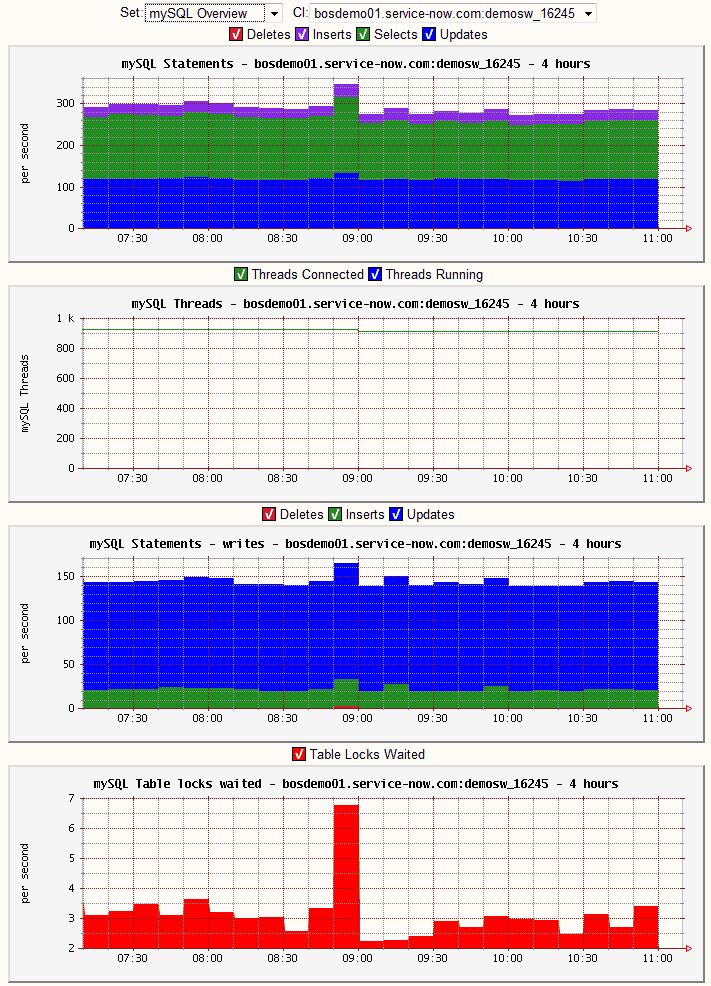 Set: mySQL Overview CI: bosdemo01.service-now.com:demosw_16245
Deletes Inserts Selects Updates
mySQL Statements - bosdemo01.service-now.com:demosw_16245 - 4 hours
per second
300
200
100
0
07:30 08:00 08:30 09:00 09:30 10:00 10:30 11:00
Threads Connected Threads Running
mySQL Threads - bosdemo01.service-now.com:demosw_16245 - 4 hours
mySQL Threads
1 k
800
600
400
200
0
07:30 08:00 08:30 09:00 09:30 10:00 10:30 11:00
Deletes Inserts Updates
mySQL Statements - writes - bosdemo01.service-now.com:demosw_16245 - 4 hours
per second
150
100
50
0
07:30 08:00 08:30 09:00 09:30 10:00 10:30 11:00
Table Locks Waited
mySQL Table locks waited - bosdemo01.service-now.com:demosw_16245 - 4 hours
per second
7
6
5
4
3
2
07:30 08:00 08:30 09:00 09:30 10:00 10:30 11:00